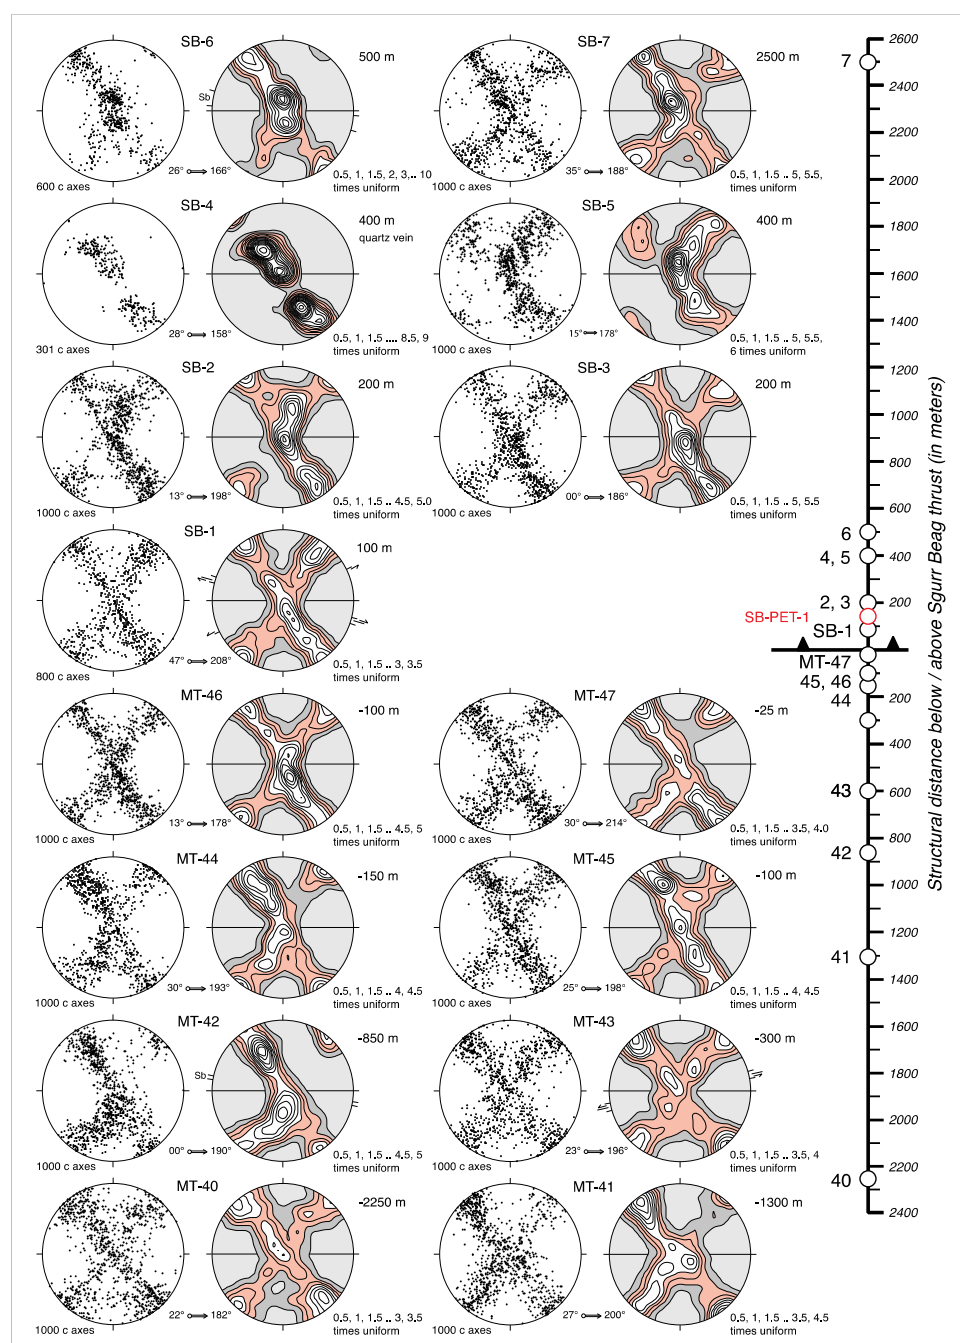 SB-6
500 m
Sb
26° 166°
600 c axes
0.5, 1, 1.5, 2, 3,.. 10
times uniform
SB-7
2500 m
35° 188°
1000 c axes
0.5, 1, 1.5 .. 5, 5.5,
times uniform
SB-4
400 m
quartz vein
28° 158°
301 c axes
0.5, 1, 1.5 .... 8.5, 9
times uniform
SB-5
400 m
15° 178°
1000 c axes
0.5, 1, 1.5 .. 5, 5.5,
6 times uniform
SB-2
200 m
13° 198°
1000 c axes
0.5, 1, 1.5 .. 4.5, 5.0
times uniform
SB-3
200 m
00° 186°
1000 c axes
0.5, 1, 1.5 .. 5, 5.5
times uniform
SB-1
100 m
47° 208°
800 c axes
0.5, 1, 1.5 .. 3, 3.5
times uniform
MT-46
-100 m
13° 178°
1000 c axes
0.5, 1, 1.5 .. 4.5, 5
times uniform
MT-47
-25 m
30° 214°
1000 c axes
0.5, 1, 1.5 .. 3.5, 4.0
times uniform
MT-44
-150 m
30° 193°
1000 c axes
0.5, 1, 1.5 .. 4, 4.5
times uniform
MT-45
-100 m
25° 198°
1000 c axes
0.5, 1, 1.5 .. 4, 4.5
times uniform
MT-42
-850 m
Sb
00° 190°
1000 c axes
0.5, 1, 1.5 .. 4.5, 5
times uniform
MT-43
-300 m
23° 196°
1000 c axes
0.5, 1, 1.5 .. 3.5, 4
times uniform
MT-40
-2250 m
22° 182°
1000 c axes
0.5, 1, 1.5 .. 3, 3.5
times uniform
MT-41
-1300 m
27° 200°
1000 c axes
0.5, 1, 1.5 .. 3.5, 4.5
times uniform
2600
7
2400
2200
2000
1800
1600
1400
1200
1000
800
600
6
4, 5 400
2, 3 200
SB-PET-1
SB-1
MT-47
45, 46
44 200
400
43 600
800
42
1000
1200
41
1400
1600
1800
2000
2200
40
2400
Structural distance below / above Sgurr Beag thrust (in meters)